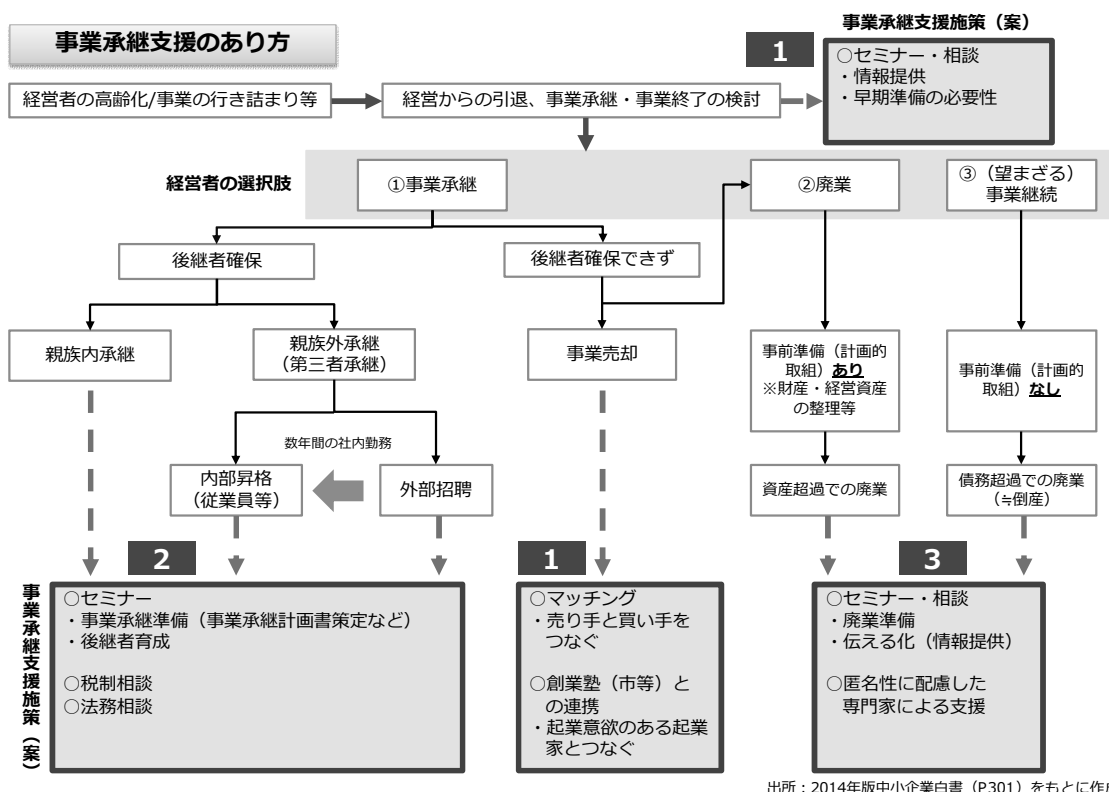 事業承継支援のあり方
事業承継支援施策（案）
1
○セミナー・相談
・情報提供
・早期準備の必要性
経営者の高齢化/事業の行き詰まり等
経営からの引退、事業承継・事業終了の検討
経営者の選択肢
①事業承継
②廃業
③（望まざる）
事業継続
後継者確保
後継者確保できず
親族内承継
親族外承継
（第三者承継）
事業売却
事前準備（計画的
取組）あり
※財産・経営資産
の整理等
事前準備（計画的
取組）なし
数年間の社内勤務
内部昇格
（従業員等）
外部招聘
資産超過での廃業
債務超過での廃業
（≒倒産）
事業承継支援施策（案）
2
○セミナー
・事業承継準備（事業承継計画書策定など）
・後継者育成
○税制相談
○法務相談
1
○マッチング
・売り手と買い手を
つなぐ
○創業塾（市等）と
の連携
・起業意欲のある起業
家とつなぐ
3
○セミナー・相談
・廃業準備
・伝える化（情報提供）
○匿名性に配慮した
専門家による支援
出所：2014年版中小企業白書（P301）をもとに作成